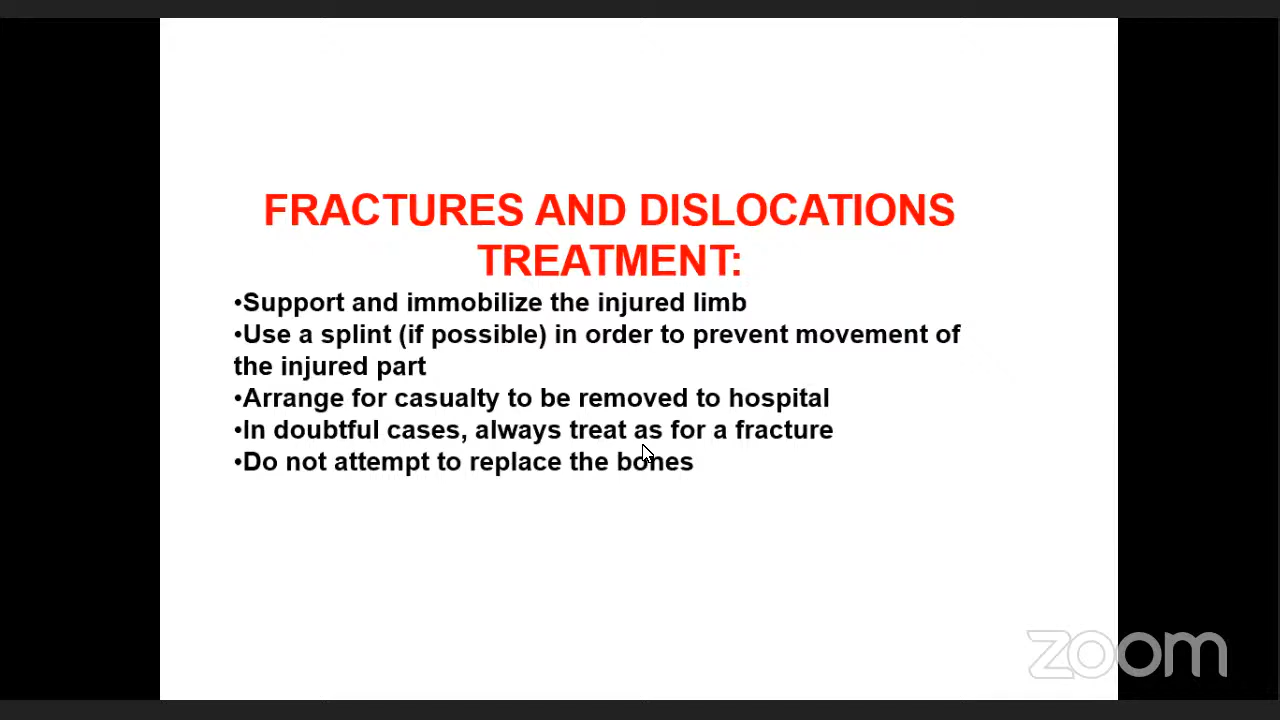 FRACTURES AND DISLOCATIONS
TREATMENT:
•Support and immobilize the injured limb
•Use a splint (if possible) in order to prevent movement of
the injured part
•Arrange for casualty to be removed to hospital
•In doubtful cases, always treat as for a fracture
•Do not attempt to replace the bones
zoom